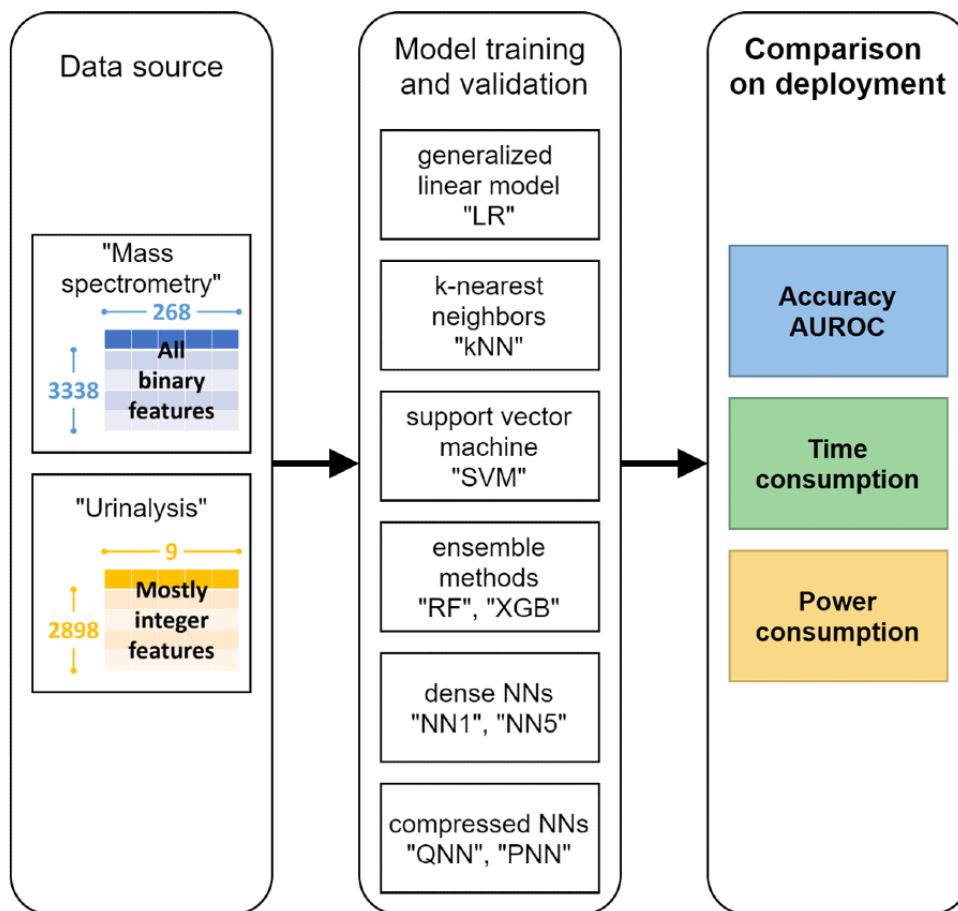 Data source
"Mass
spectrometry"
268
3338
All
binary
features
"Urinalysis"
9
2898
Mostly
integer
features
Model training
and validation
generalized
linear model
"LR"
k-nearest
neighbors
"kNN"
support vector
machine
"SVM"
ensemble
methods
"RF", "XGB"
dense NNs
"NN1", "NN5"
compressed NNs
"QNN", "PNN"
Comparison
on deployment
Accuracy
AUROC
Time
consumption
Power
consumption